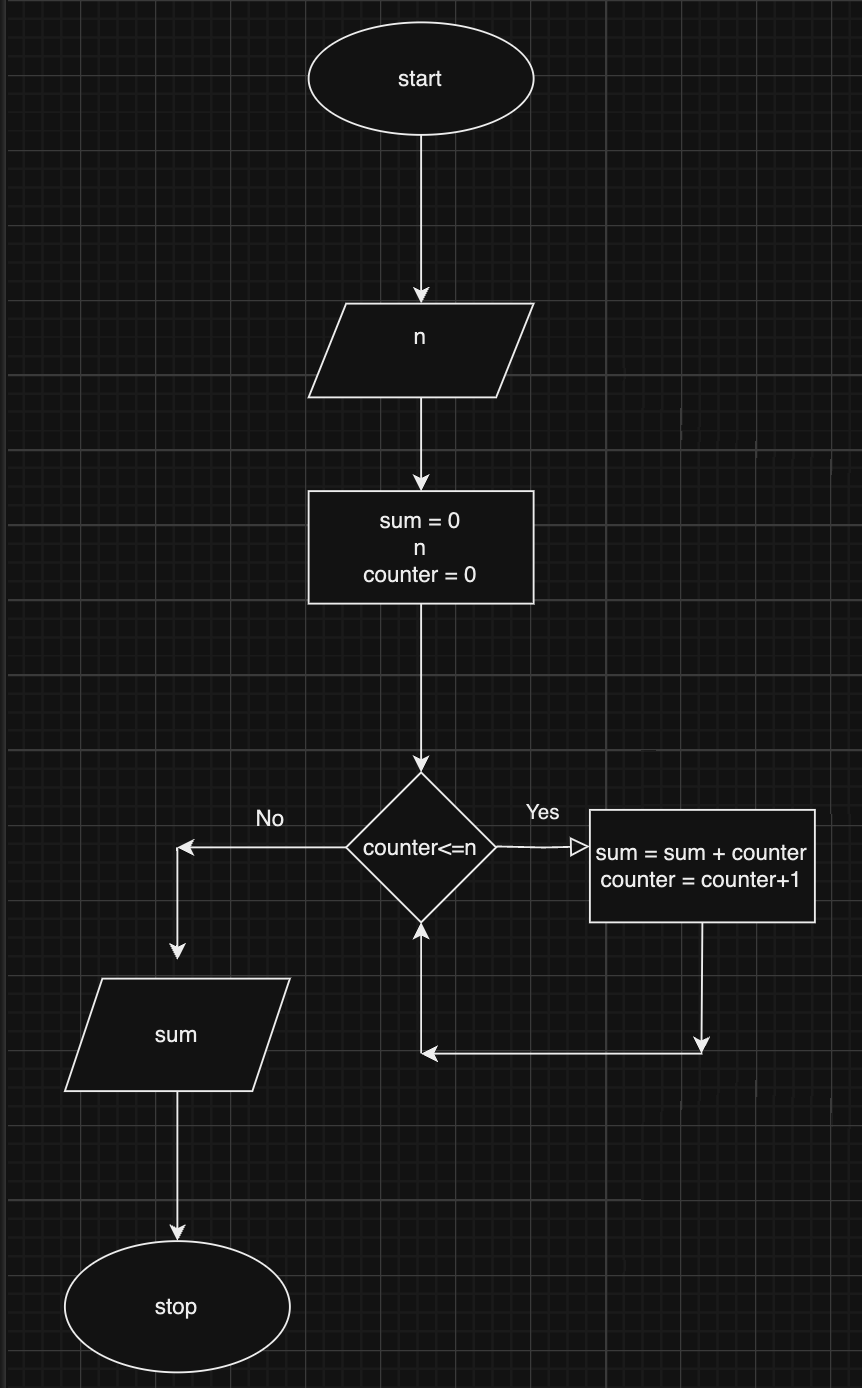 start
n
sum = 0
n
counter = 0
No
Yes
counter<=n
sum = sum + counter
counter = counter+1
sum
stop